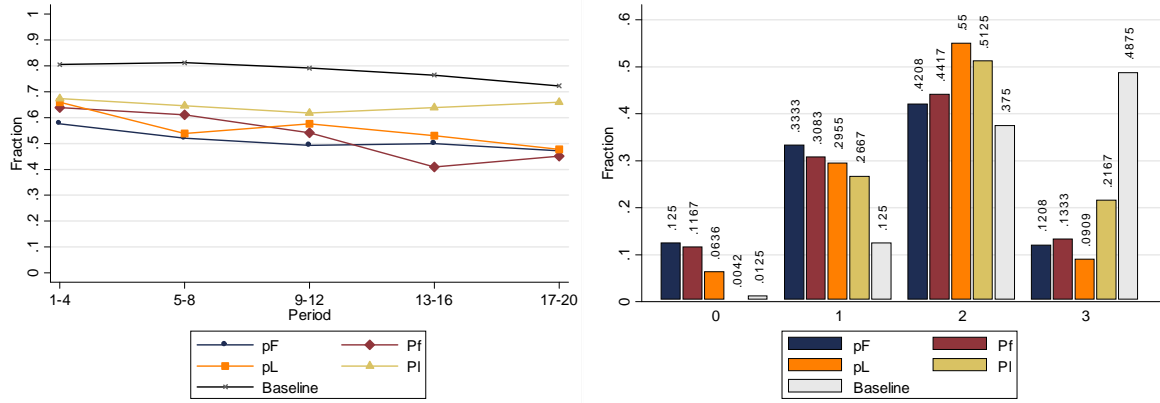 Fraction
1
.9
.8
.7
.6
.5
.4
.3
.2
.1
0
1-4 5-8 9-12 13-16 17-20
Period
pF Pf
pL Pl
Baseline
Fraction
.6
.5
.4
.3
.2
.1
0
.125 .1167 .0636 .0042 .0125
.3333 .3083 .2955 .2667 .125
.4208 .4417 .55 .5125 .375
.1208 .1333 .0909 .2167 .4875
0 1 2 3
pF Pf
pL Pl
Baseline